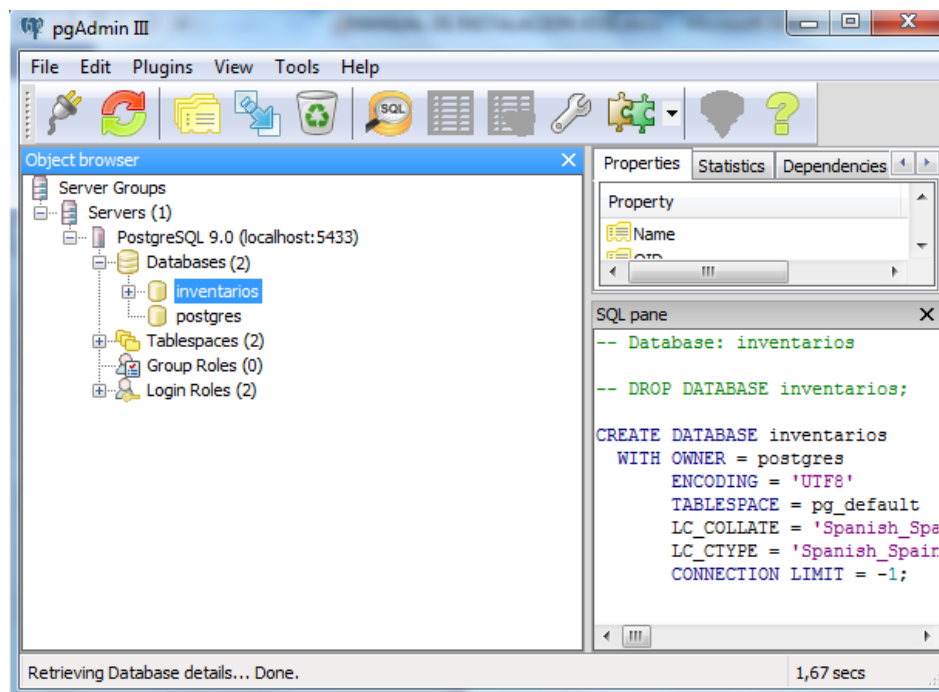 pgAdmin III
File Edit Plugins View Tools Help
SQL
Object browser
Server Groups
Servers (1)
PostgreSQL 9.0 (localhost:5433)
Databases (2)
inventarios
postgres
Tablespaces (2)
Group Roles (0)
Login Roles (2)
Properties Statistics Dependencies
Property
Name
OID
SQL pane
-- Database: inventarios
-- DROP DATABASE inventarios;
CREATE DATABASE inventarios
WITH OWNER = postgres
ENCODING = 'UTF8'
TABLESPACE = pg_default
LC_COLLATE = 'Spanish_Spa
LC_CTYPE = 'Spanish_Spain
CONNECTION LIMIT = -1;
Retrieving Database details... Done.
1,67 secs